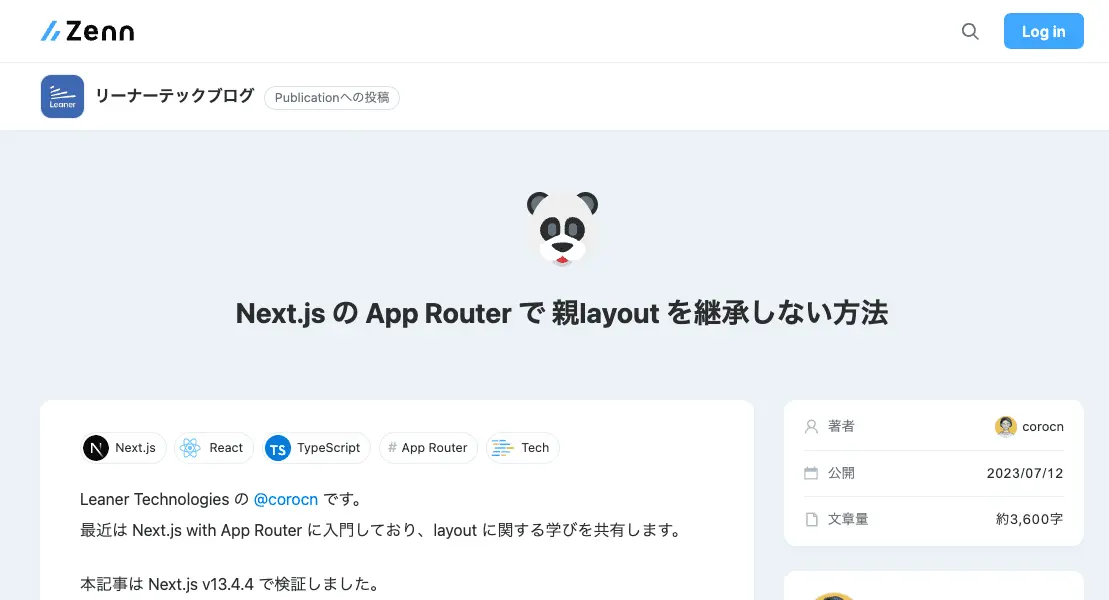 Zenn
Log in
Leaner
リーナーテックブログ
Publicationへの投稿
Next.js の App Router で 親layout を継承しない方法
N Next.js
React
TS TypeScript
# App Router
Tech
著者
corocn
公開
2023/07/12
文章量
約3,600字
Leaner Technologies の @corocn です。
最近は Next.js with App Router に入門しており、layout に関する学びを共有します。
本記事は Next.js v13.4.4 で検証しました。